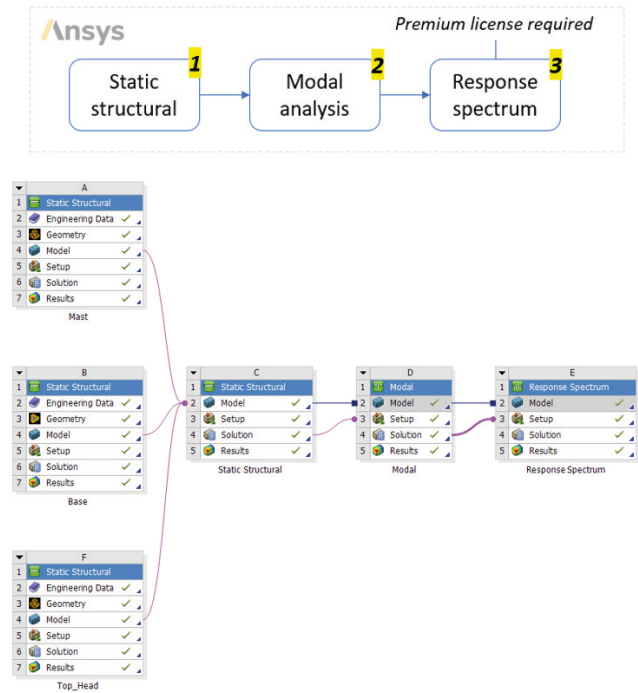 Ansys
Premium license required
1
2
3
Static
structural
Modal
analysis
Response
spectrum
A
1 Static Structural
2 Engineering Data
3 Geometry
4 Model
5 Setup
6 Solution
7 Results
Mast
B
1 Static Structural
2 Engineering Data
3 Geometry
4 Model
5 Setup
6 Solution
7 Results
Base
C
1 Static Structural
2 Model
3 Setup
4 Solution
5 Results
Static Structural
D
1 Modal
2 Model
3 Setup
4 Solution
5 Results
Modal
E
1 Response Spectrum
2 Model
3 Setup
4 Solution
5 Results
Response Spectrum
F
1 Static Structural
2 Engineering Data
3 Geometry
4 Model
5 Setup
6 Solution
7 Results
Top_Head